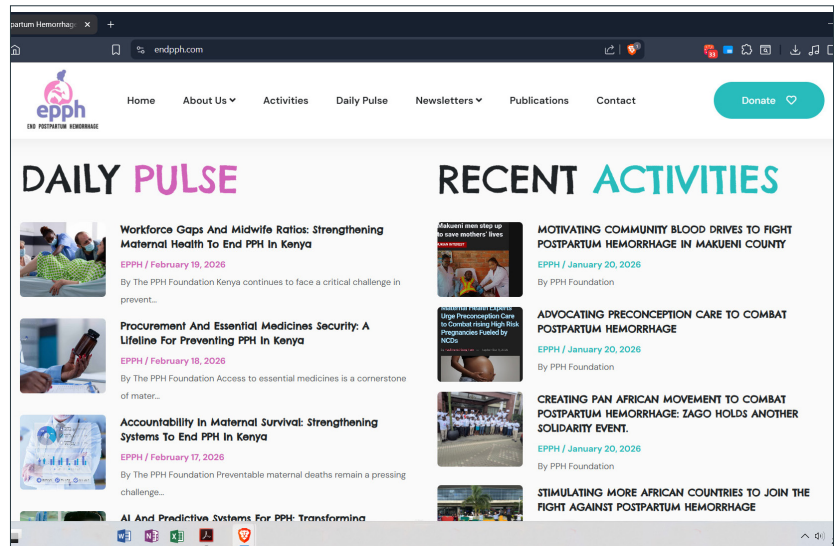 partum Hemorrhag
endpph.com
33
1
epph
END POSTPARTUM HEMORRHAGE
Home
About Us
Activities
Daily Pulse
Newsletters
Publications
Contact
Donate
DAILY PULSE
Workforce Gaps And Midwife Ratios: Strengthening
Maternal Health To End PPH In Kenya
EPPH / February 19, 2026
By The PPH Foundation Kenya continues to face a critical challenge in
prevent...
Procurement And Essential Medicines Security: A
Lifeline For Preventing PPH In Kenya
EPPH / February 18, 2026
By The PPH Foundation Access to essential medicines is a cornerstone
of mater...
Accountability In Maternal Survival: Strengthening
Systems To End PPH In Kenya
EPPH / February 17, 2026
By The PPH Foundation Preventable maternal deaths remain a pressing
challenge...
AI And Predictive Systems For PPH: Transforming
RECENT ACTIVITIES
Makueni men step up
to save mothers' lives
HUMAN INTEREST
MOTIVATING COMMUNITY BLOOD DRIVES TO FIGHT
POSTPARTUM HEMORRHAGE IN MAKUENI COUNTY
EPPH / January 20, 2026
By PPH Foundation
Maternal Health Experts
Urge Preconception Care
to Combat rising High Risk
Pregnancies Fueled by
NCDs
ADVOCATING PRECONCEPTION CARE TO COMBAT
POSTPARTUM HEMORRHAGE
EPPH / January 20, 2026
By PPH Foundation
CREATING PAN AFRICAN MOVEMENT TO COMBAT
POSTPARTUM HEMORRHAGE: ZAGO HOLDS ANOTHER
SOLIDARITY EVENT.
EPPH / January 20, 2026
By PPH Foundation
STIMULATING MORE AFRICAN COUNTRIES TO JOIN THE
FIGHT AGAINST POSTPARTUM HEMORRHAGE